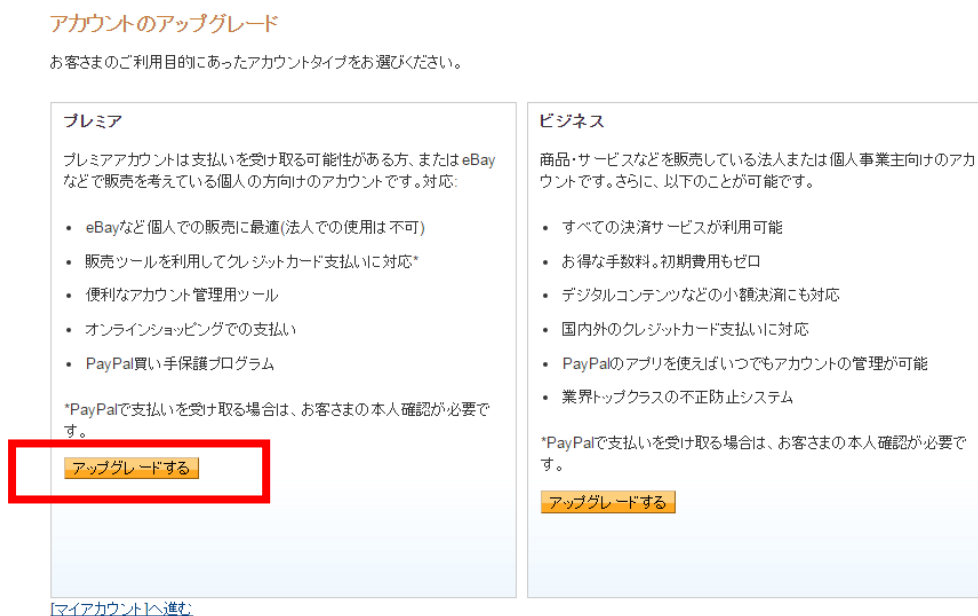 アカウントのアップグレード
お客さまのご利用目的にあったアカウントタイプをお選びください。
プレミア
プレミアアカウントは支払いを受け取る可能性がある方、またはeBay
などで販売を考えている個人の方向けのアカウントです。対応:
• eBayなど個人での販売に最適(法人での使用は不可)
• 販売ツールを利用してクレジットカード支払いに対応*
• 便利なアカウント管理用ツール
• オンラインショッピングでの支払い
• PayPal買い手保護プログラム
*PayPalで支払いを受け取る場合は、お客さまの本人確認が必要で
す。
アップグレードする
ビジネス
商品・サービスなどを販売している法人または個人事業主向けのアカ
ウントです。さらに、以下のことが可能です。
• すべての決済サービスが利用可能
• お得な手数料。初期費用もゼロ
• デジタルコンテンツなどの小額決済にも対応
• 国内外のクレジットカード支払いに対応
• PayPalのアプリを使えばいつでもアカウントの管理が可能
• 業界トップクラスの不正防止システム
*PayPalで支払いを受け取る場合は、お客さまの本人確認が必要で
す。
アップグレードする
[マイアカウント]へ進む